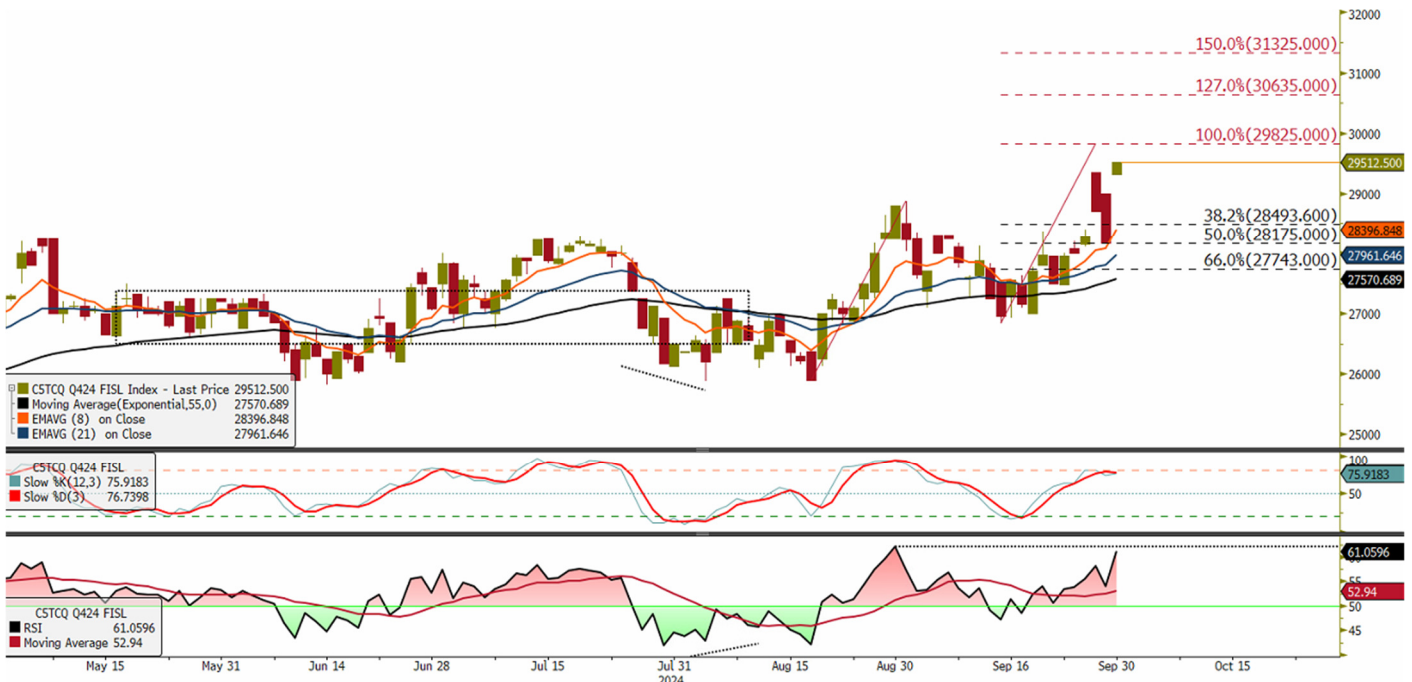 32000
150.0%(31325.000)
31000
127.0%(30635.000)
30000
100.0%(29825.000)
29512.500
29000
38.2%(28493.600)
28396.848
50.0%(28175.000)
27961.646
66.0%(27743.000)
27570.689
27000
26000
25000
C5TCQ Q424 FISL Index - Last Price 29512.500
Moving Average(Exponential,55,0) 27570.689
EMAVG (8) on Close 28396.848
EMAVG (21) on Close 27961.646
C5TCQ Q424 FISL
Slow %K(12,3) 75.9183
Slow %D(3) 76.7398
100
75.9183
50
C5TCQ Q424 FISL
RSI 61.0596
Moving Average 52.94
61.0596
55
52.94
50
45
May 15 May 31 Jun 14 Jun 28 Jul 15 Jul 31 Aug 15 Aug 30 Sep 16 Sep 30 Oct 15
2024